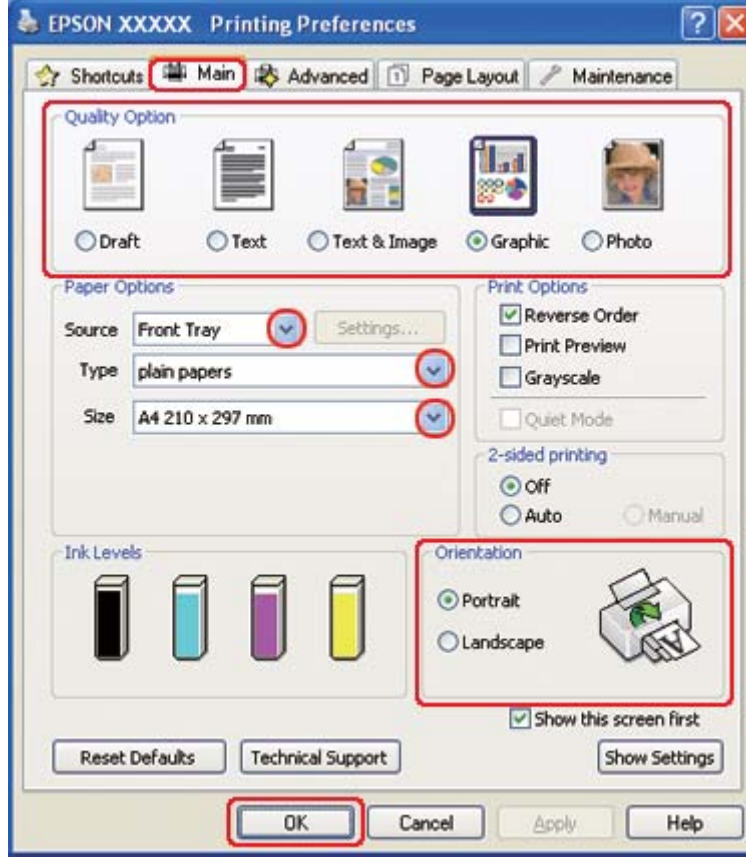 EPSON XXXXX Printing Preferences
Shortcuts Main Advanced Page Layout Maintenance
Quality Option
Draft Text Text & Image Graphic Photo
Paper Options
Source Front Tray Settings...
Type plain papers
Size A4 210 x 297 mm
Print Options
Reverse Order
Print Preview
Grayscale
Quiet Mode
2-sided printing
Off
Auto Manual
Ink Levels
Orientation
Portrait
Landscape
Show this screen first
Reset Defaults Technical Support Show Settings
OK Cancel Apply Help